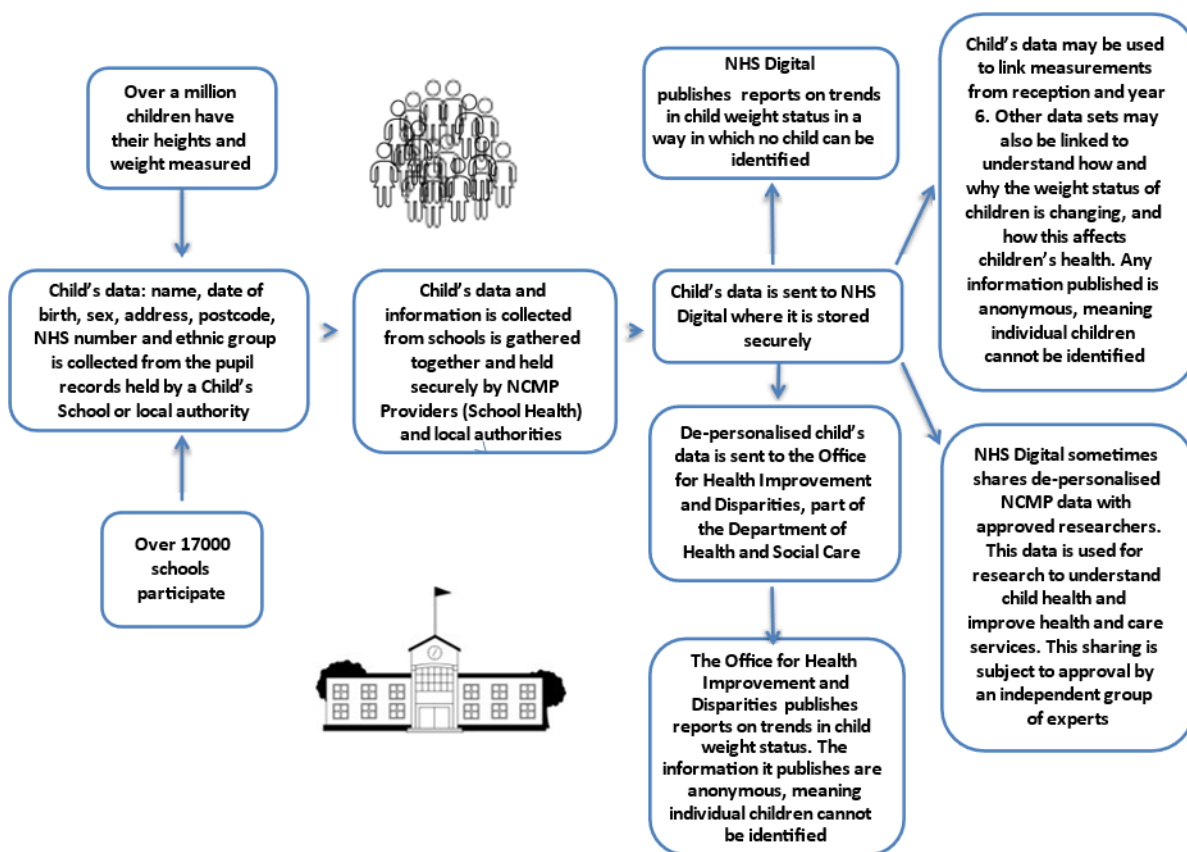 Over a million
children have
their heights and
weight measured
Child's data: name, date of
birth, sex, address, postcode,
NHS number and ethnic group
is collected from the pupil
records held by a Child's
School or local authority
Over 17000
schools
participate
Child's data and
information is collected
from schools is gathered
together and held
securely by NCMP
Providers (School Health)
and local authorities
NHS Digital
publishes reports on trends
in child weight status in a
way in which no child can be
identified
Child's data is sent to NHS
Digital where it is stored
securely
De-personalised child's
data is sent to the Office
for Health Improvement
and Disparities, part of
the Department of
Health and Social Care
The Office for Health
Improvement and
Disparities publishes
reports on trends in child
weight status. The
information it publishes are
anonymous, meaning
individual children cannot
be identified
Child's data may be used
to link measurements
from reception and year
6. Other data sets may
also be linked to
understand how and
why the weight status of
children is changing, and
how this affects
children's health. Any
information published is
anonymous, meaning
individual children
cannot be identified
NHS Digital sometimes
shares de-personalised
NCMP data with
approved researchers.
This data is used for
research to understand
child health and
improve health and care
services. This sharing is
subject to approval by
an independent group
of experts